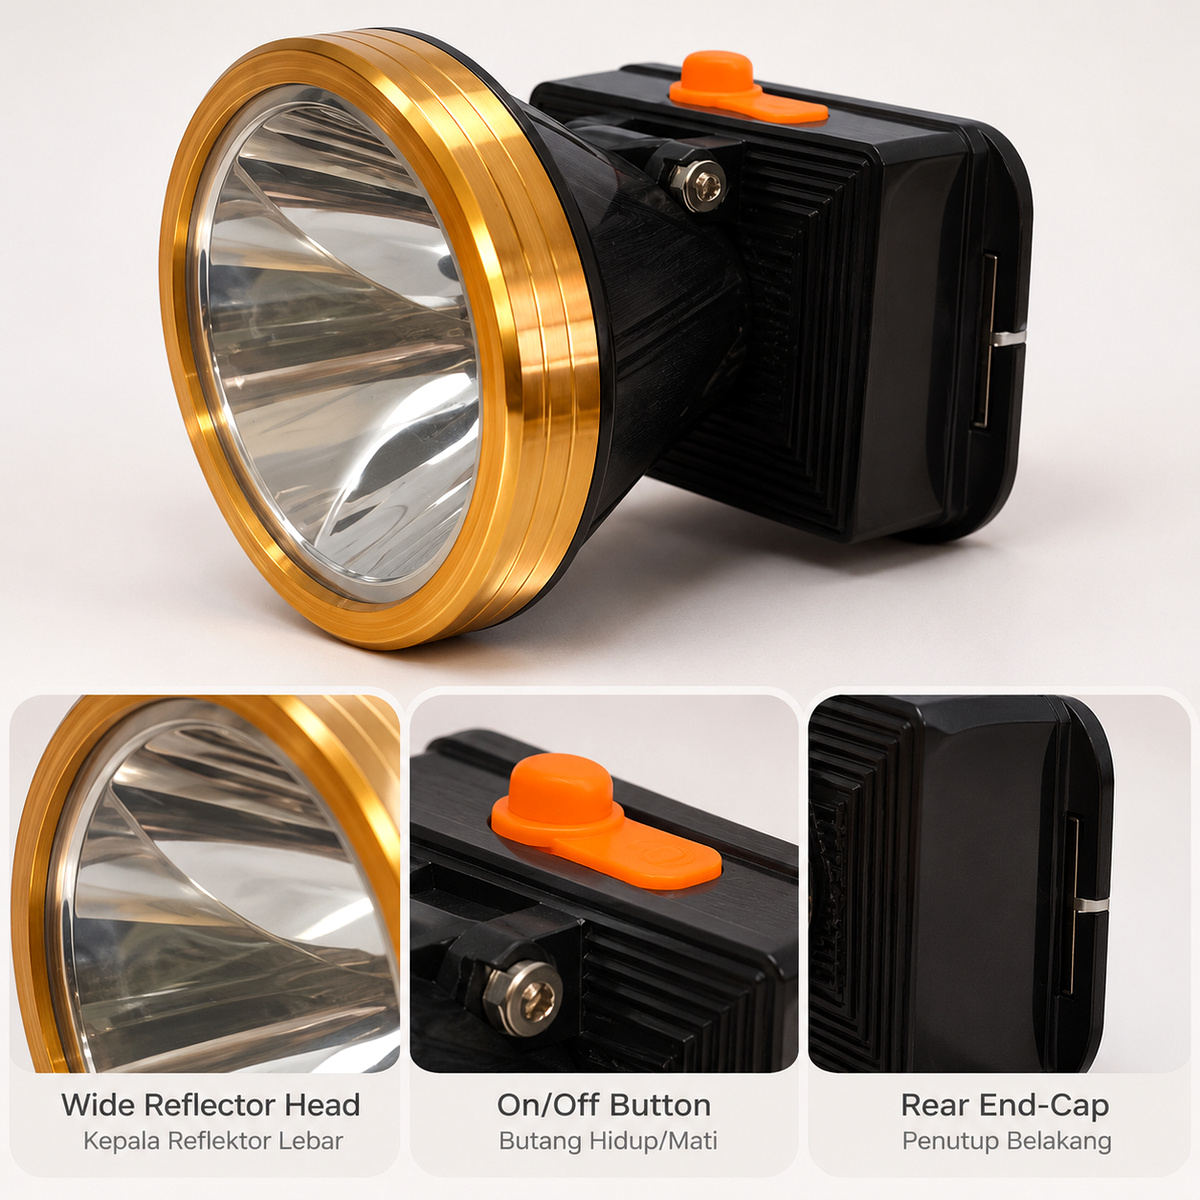 Wide Reflector Head
Kepala Reflektor Lebar
On/Off Button
Butang Hidup/Mati
Rear End-Cap
Penutup Belakang